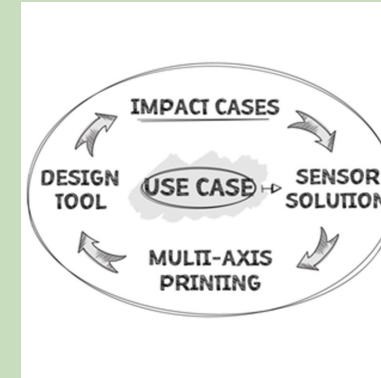 IMPACT CASES
DESIGN
TOOL
USE CASE
SENSOR
SOLUTION
MULTI-AXIS
PRINTING